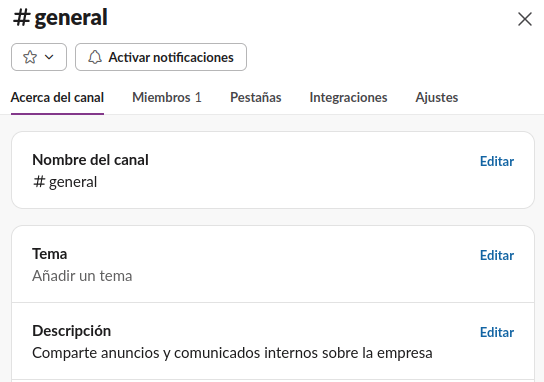 # general
Activar notificaciones
Acerca del canal Miembros 1 Pestañas Integraciones Ajustes
Nombre del canal Editar
# general
Tema Editar
Añadir un tema
Descripción Editar
Comparte anuncios y comunicados internos sobre la empresa